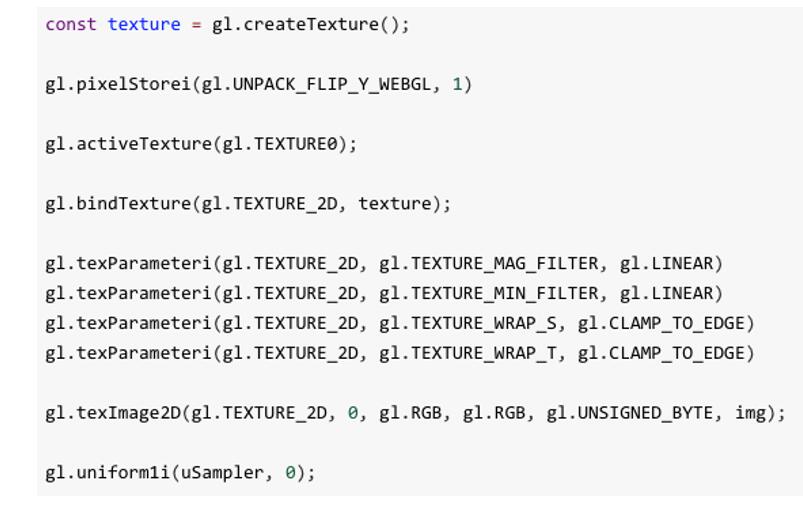 const texture = gl.createTexture();
gl.pixelStorei(gl.UNPACK_FLIP_Y_WEBGL, 1)
gl.activeTexture(gl.TEXTURE0);
gl.bindTexture(gl.TEXTURE_2D, texture);
gl.texParameteri(gl.TEXTURE_2D, gl.TEXTURE_MAG_FILTER, gl.LINEAR)
gl.texParameteri(gl.TEXTURE_2D, gl.TEXTURE_MIN_FILTER, gl.LINEAR)
gl.texParameteri(gl.TEXTURE_2D, gl.TEXTURE_WRAP_S, gl.CLAMP_TO_EDGE)
gl.texParameteri(gl.TEXTURE_2D, gl.TEXTURE_WRAP_T, gl.CLAMP_TO_EDGE)
gl.texImage2D(gl.TEXTURE_2D, 0, gl.RGB, gl.RGB, gl.UNSIGNED_BYTE, img);
gl.uniform1i(uSampler, 0);